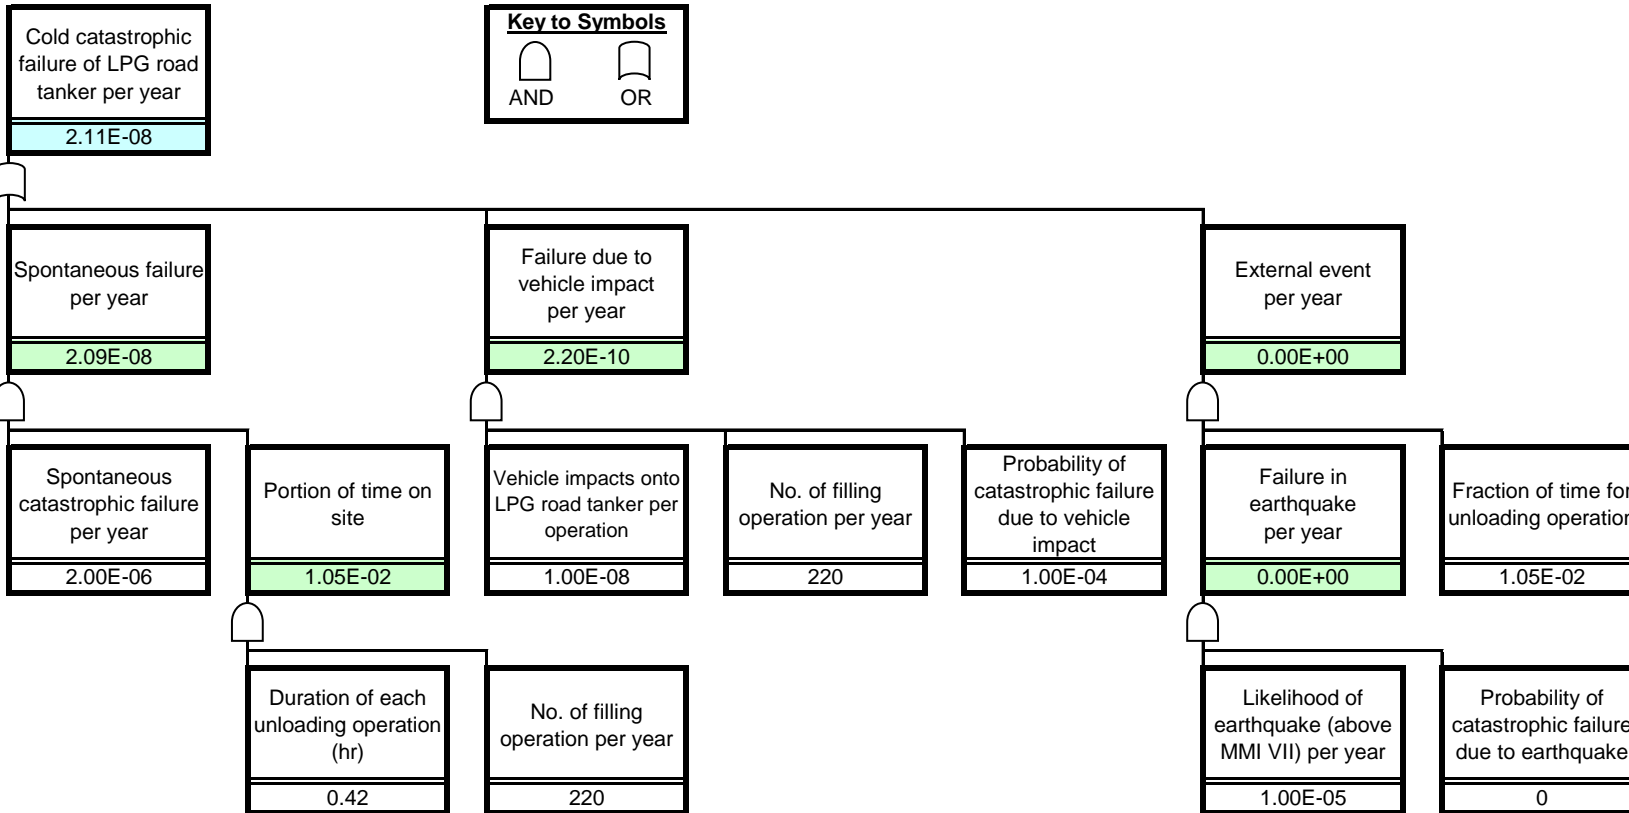 Cold catastrophic
failure of LPG road
tanker per year
2.11E-08
Key to Symbols
AND OR
Spontaneous failure
per year
2.09E-08
Failure due to
vehicle impact
per year
2.20E-10
External event
per year
0.00E+00
Spontaneous
catastrophic failure
per year
2.00E-06
Portion of time on
site
1.05E-02
Vehicle impacts onto
LPG road tanker per
operation
1.00E-08
No. of filling
operation per year
220
Probability of
catastrophic failure
due to vehicle
impact
1.00E-04
Failure in
earthquake
per year
0.00E+00
Fraction of time for
unloading operation
1.05E-02
Duration of each
unloading operation
(hr)
0.42
No. of filling
operation per year
220
Likelihood of
earthquake (above
MMI VII) per year
1.00E-05
Probability of
catastrophic failure
due to earthquake
0